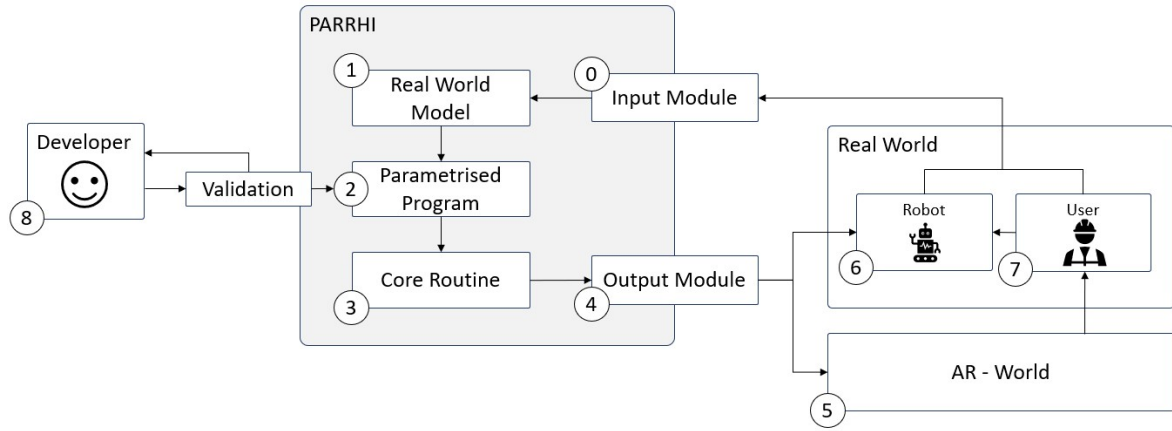 PARRHI
1
Real World
Model
0
Input Module
Developer
8
Validation
2
Parametrised
Program
3
Core Routine
4
Output Module
Real World
Robot
6
User
7
AR - World
5